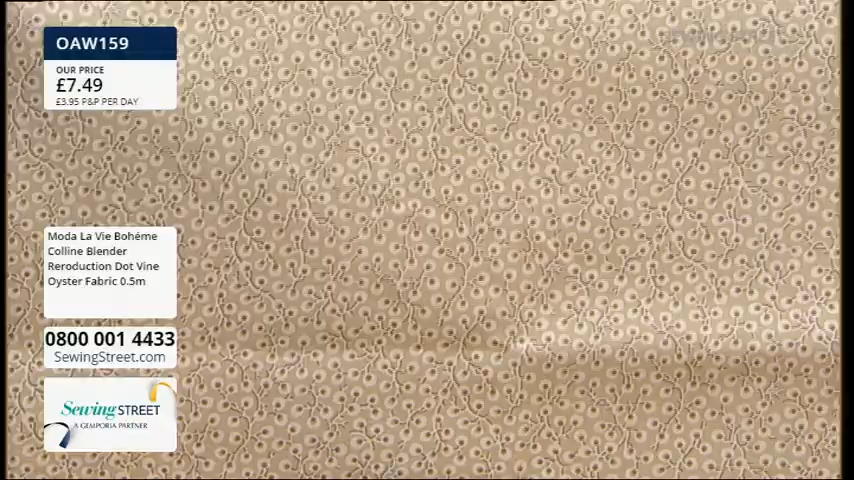 OAW159
OUR PRICE
£7.49
£3.95 P&P PER DAY
Moda La Vie Bohéme
Colline Blender
Reroduction Dot Vine
Oyster Fabric 0.5m
0800 001 4433
SewingStreet.com
Sewing STREET
A GEMPORIA PARTNER